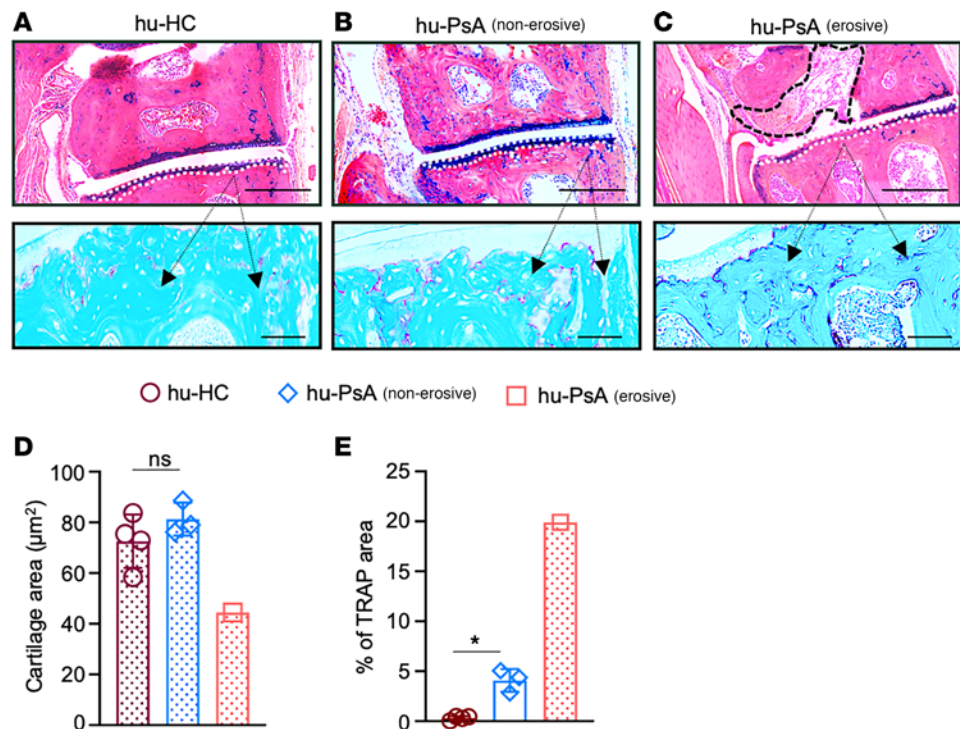 A hu-HC
B hu-PsA (non-erosive)
C hu-PsA (erosive)
hu-HC hu-PsA (non-erosive) hu-PsA (erosive)
D
ns
Cartilage area (µm²)
100
80
60
40
20
0
E
*
% of TRAP area
25
20
15
10
5
0